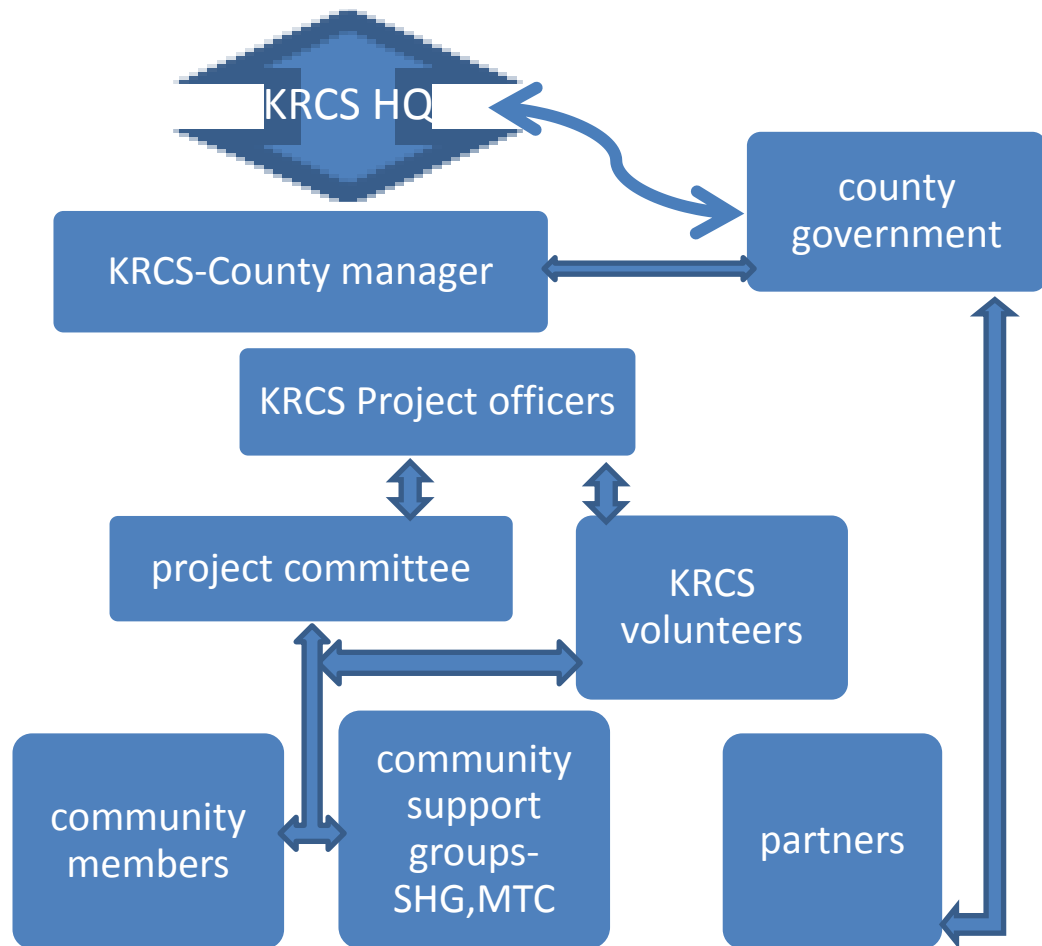 KRCS HQ
county
government
KRCS-County manager
KRCS Project officers
project committee
KRCS
volunteers
community
members
community
support
groups-
SHG,MTC
partners